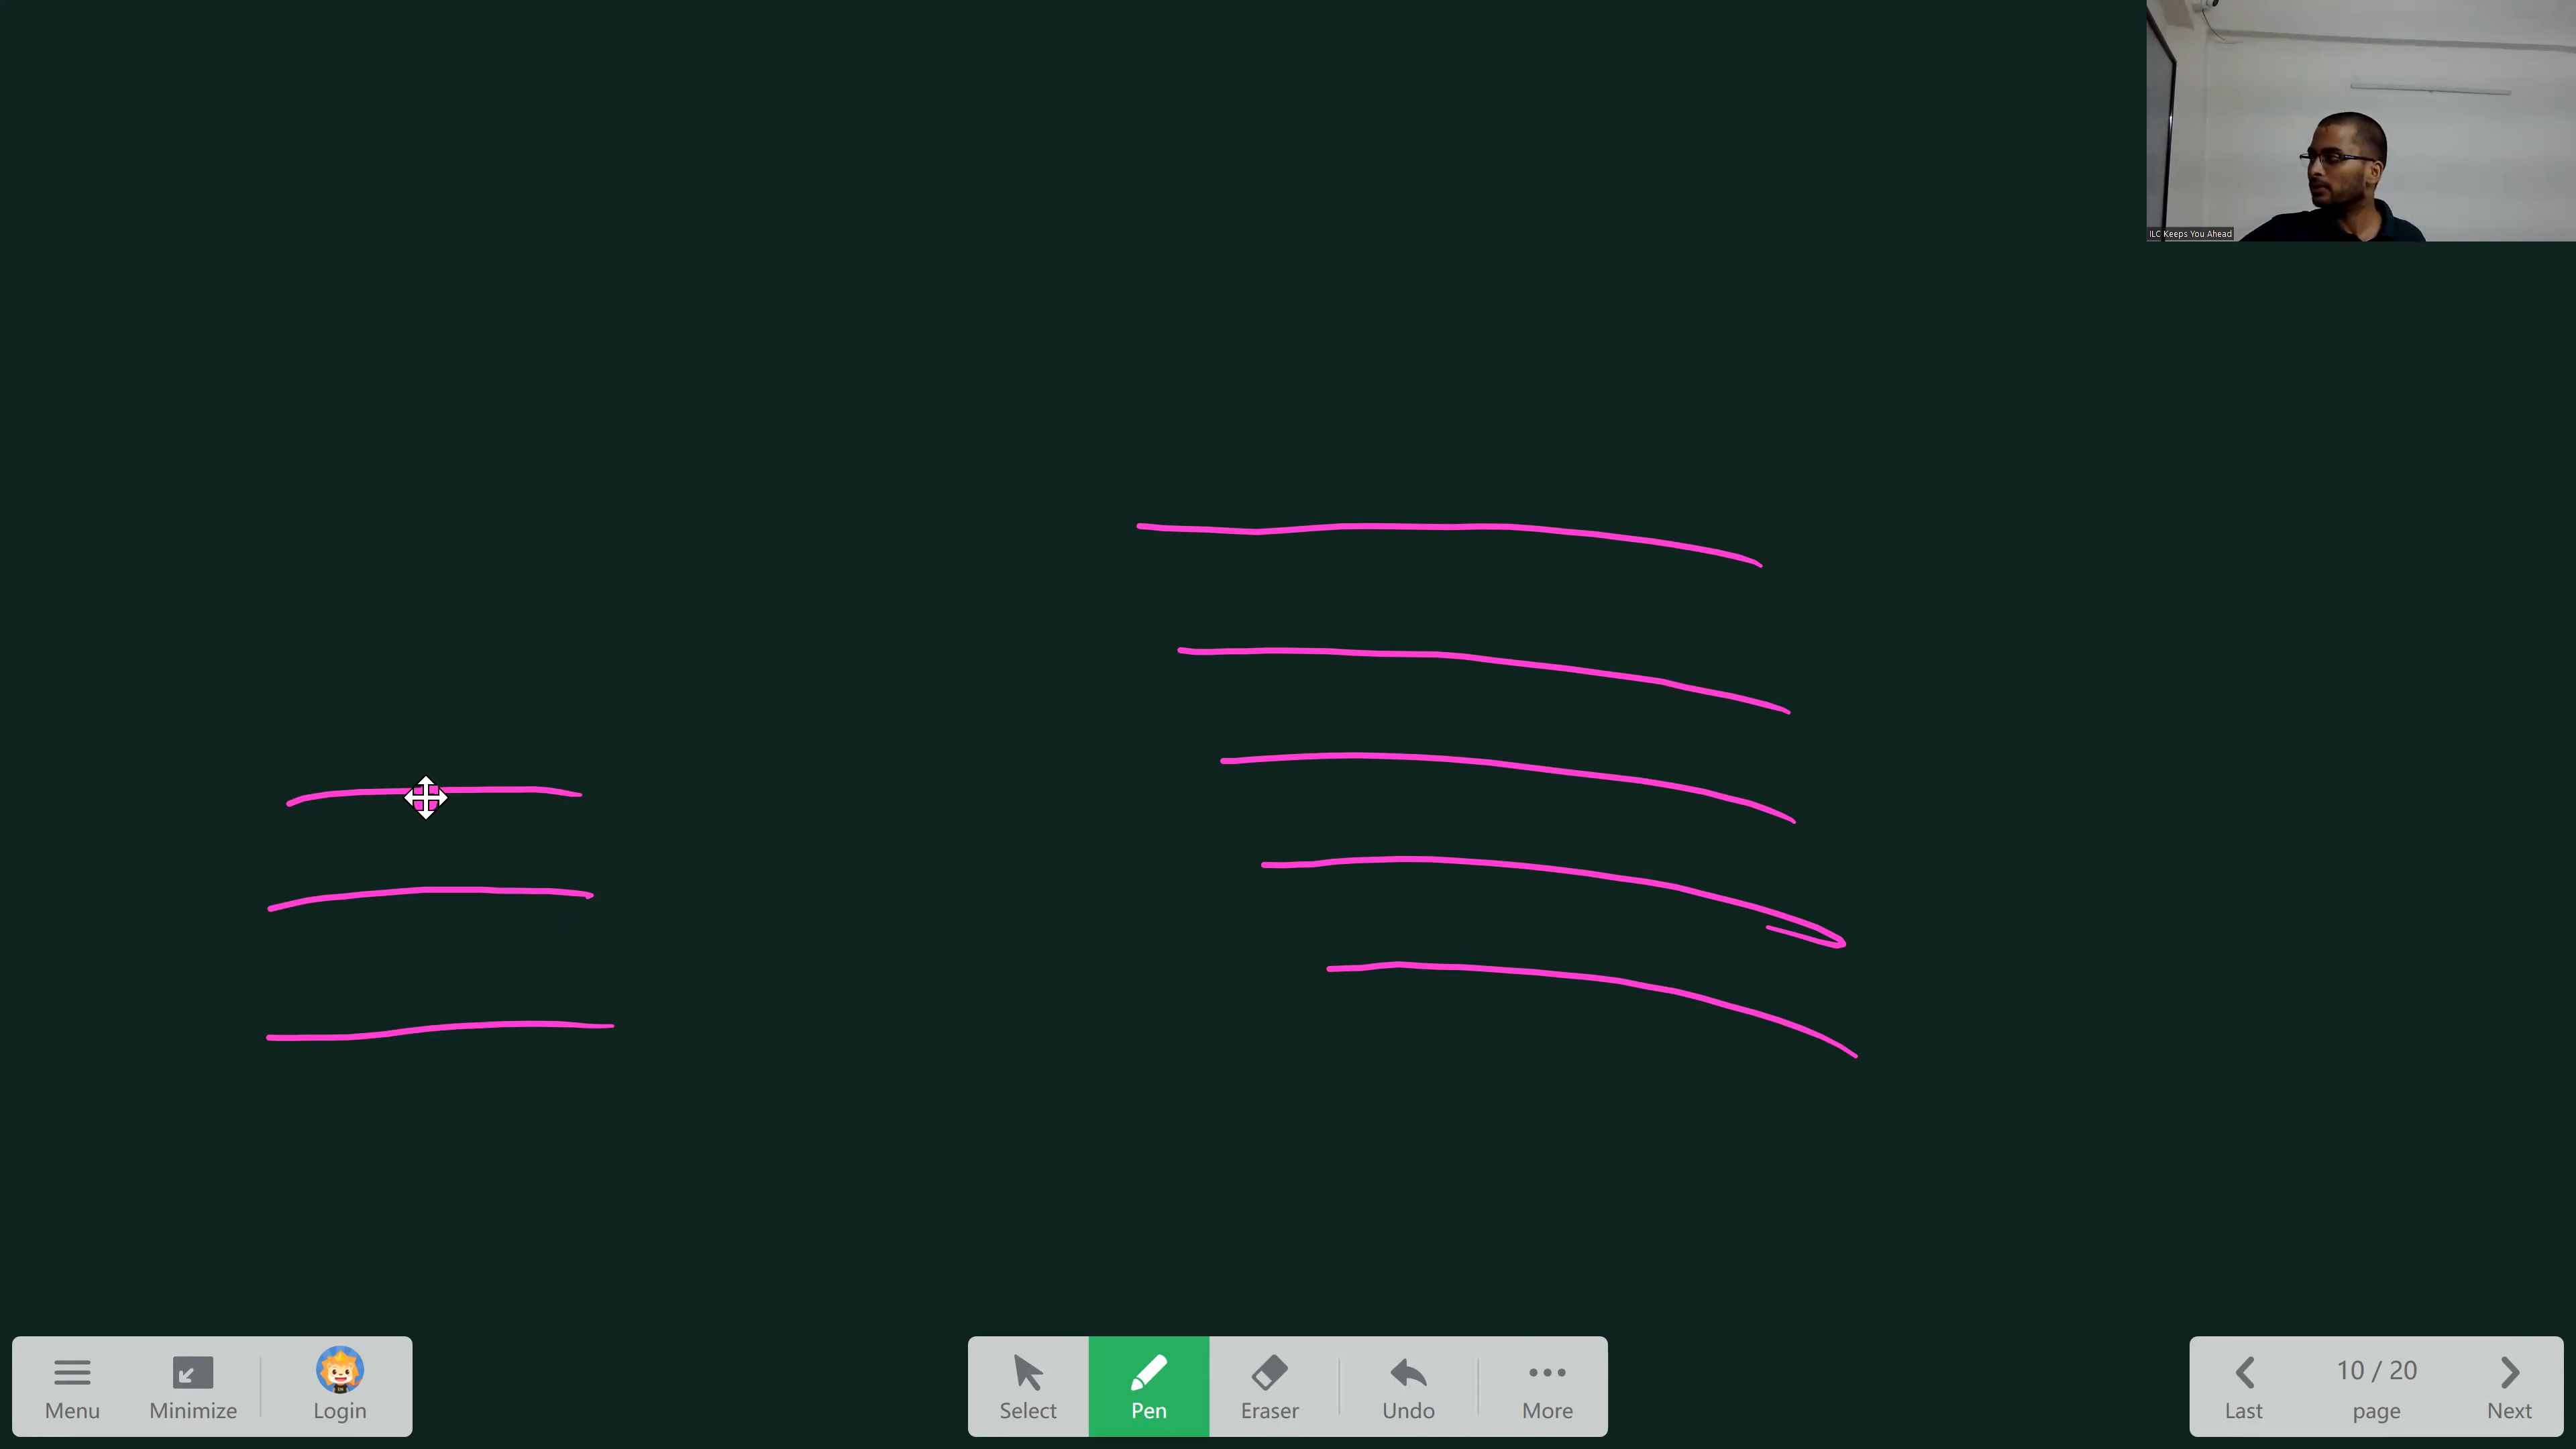 ILC Keeps You Ahead
Menu
Minimize
Login
Select
Pen
Eraser
Undo
More
Last
10 / 20
page
Next